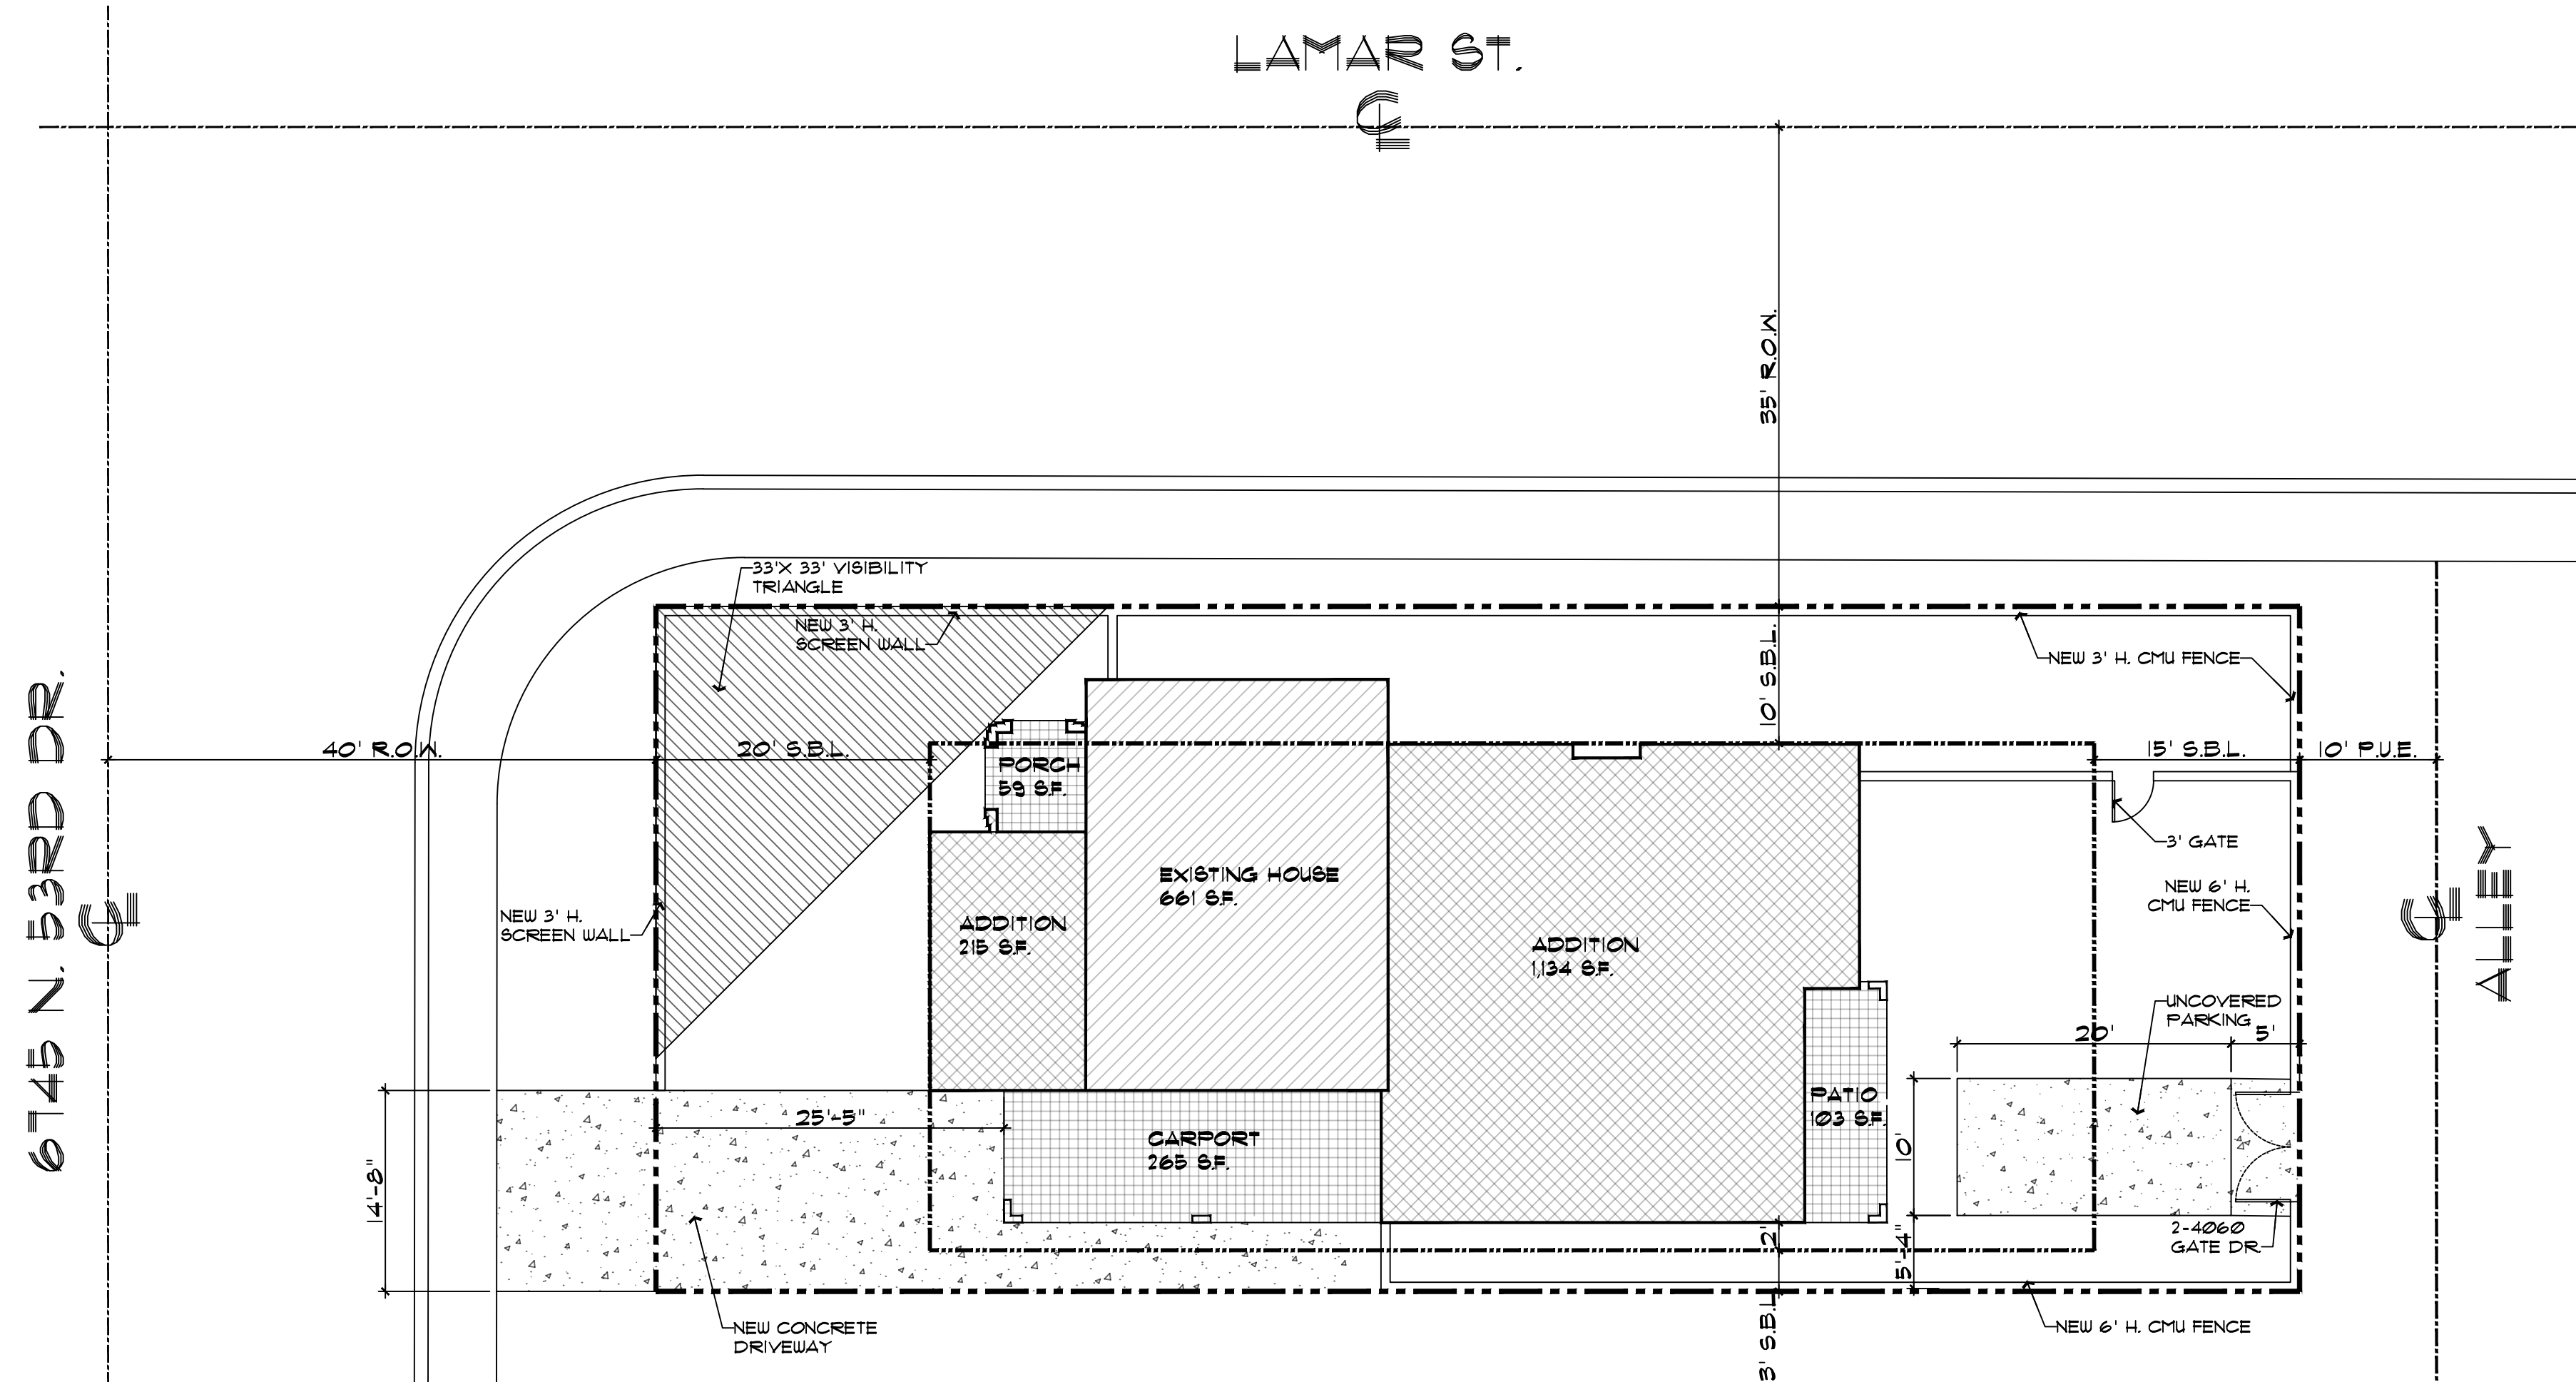 LAMAR ST.
CL
35' R.O.W.
33'X 33' VISIBILITY
TRIANGLE
NEW 3' H.
SCREEN WALL
10' S.B.L.
NEW 3' H. CMU FENCE
40' R.O.W.
20' S.B.L.
15' S.B.L.
10' P.U.E.
PORCH
59 S.F.
3' GATE
6745 N. 53RD DR.
CL
NEW 3' H.
SCREEN WALL
ADDITION
215 S.F.
EXISTING HOUSE
661 S.F.
ADDITION
1,134 S.F.
NEW 6' H.
CMU FENCE
CL
ALLEY
UNCOVERED
PARKING
20'
5'
25'-5"
CARPORT
265 S.F.
PATIO
103 S.F.
10'
14'-8"
2-4060
GATE DR.
2'
5'-4"
3' S.B.L.
NEW CONCRETE
DRIVEWAY
NEW 6' H. CMU FENCE